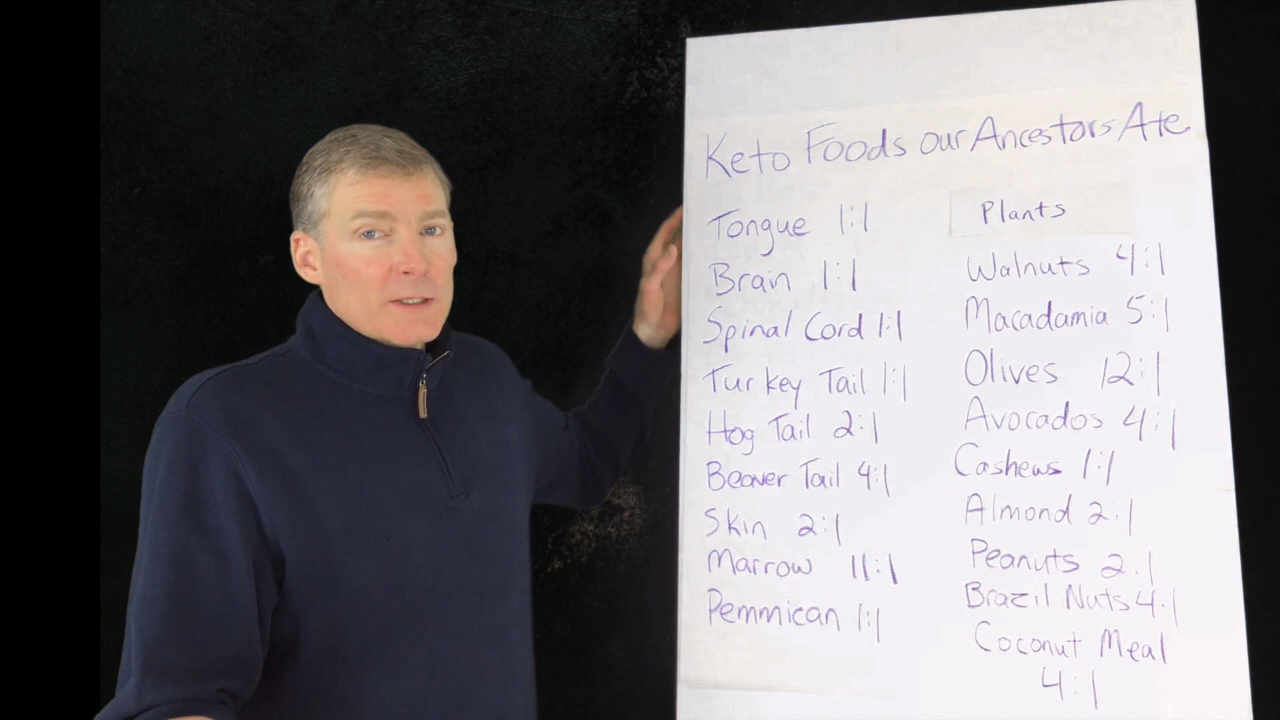 Keto Foods our Ancestors Ate
Tongue 1:1
Brain 1:1
Spinal Cord 1:1
Turkey Tail 1:1
Hog Tail 2:1
Beaver Tail 4:1
Skin 2:1
Marrow 11:1
Pemmican 1:1
Plants
Walnuts 4:1
Macadamia 5:1
Olives 12:1
Avocados 4:1
Cashews 1:1
Almond 2:1
Peanuts 2:1
Brazil Nuts 4:1
Coconut Meal
4:1